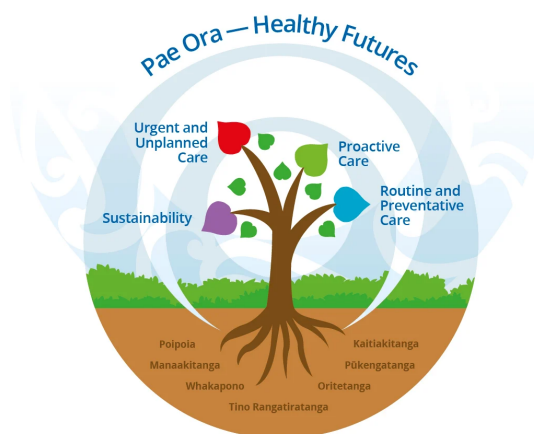 Pae Ora — Healthy Futures
Urgent and
Unplanned
Care
Proactive
Care
Routine and
Preventative
Care
Sustainability
Poipoia
Kaitiakitanga
Manaakitanga
Pūkengatanga
Whakapono
Oritetanga
Tino Rangatiratanga